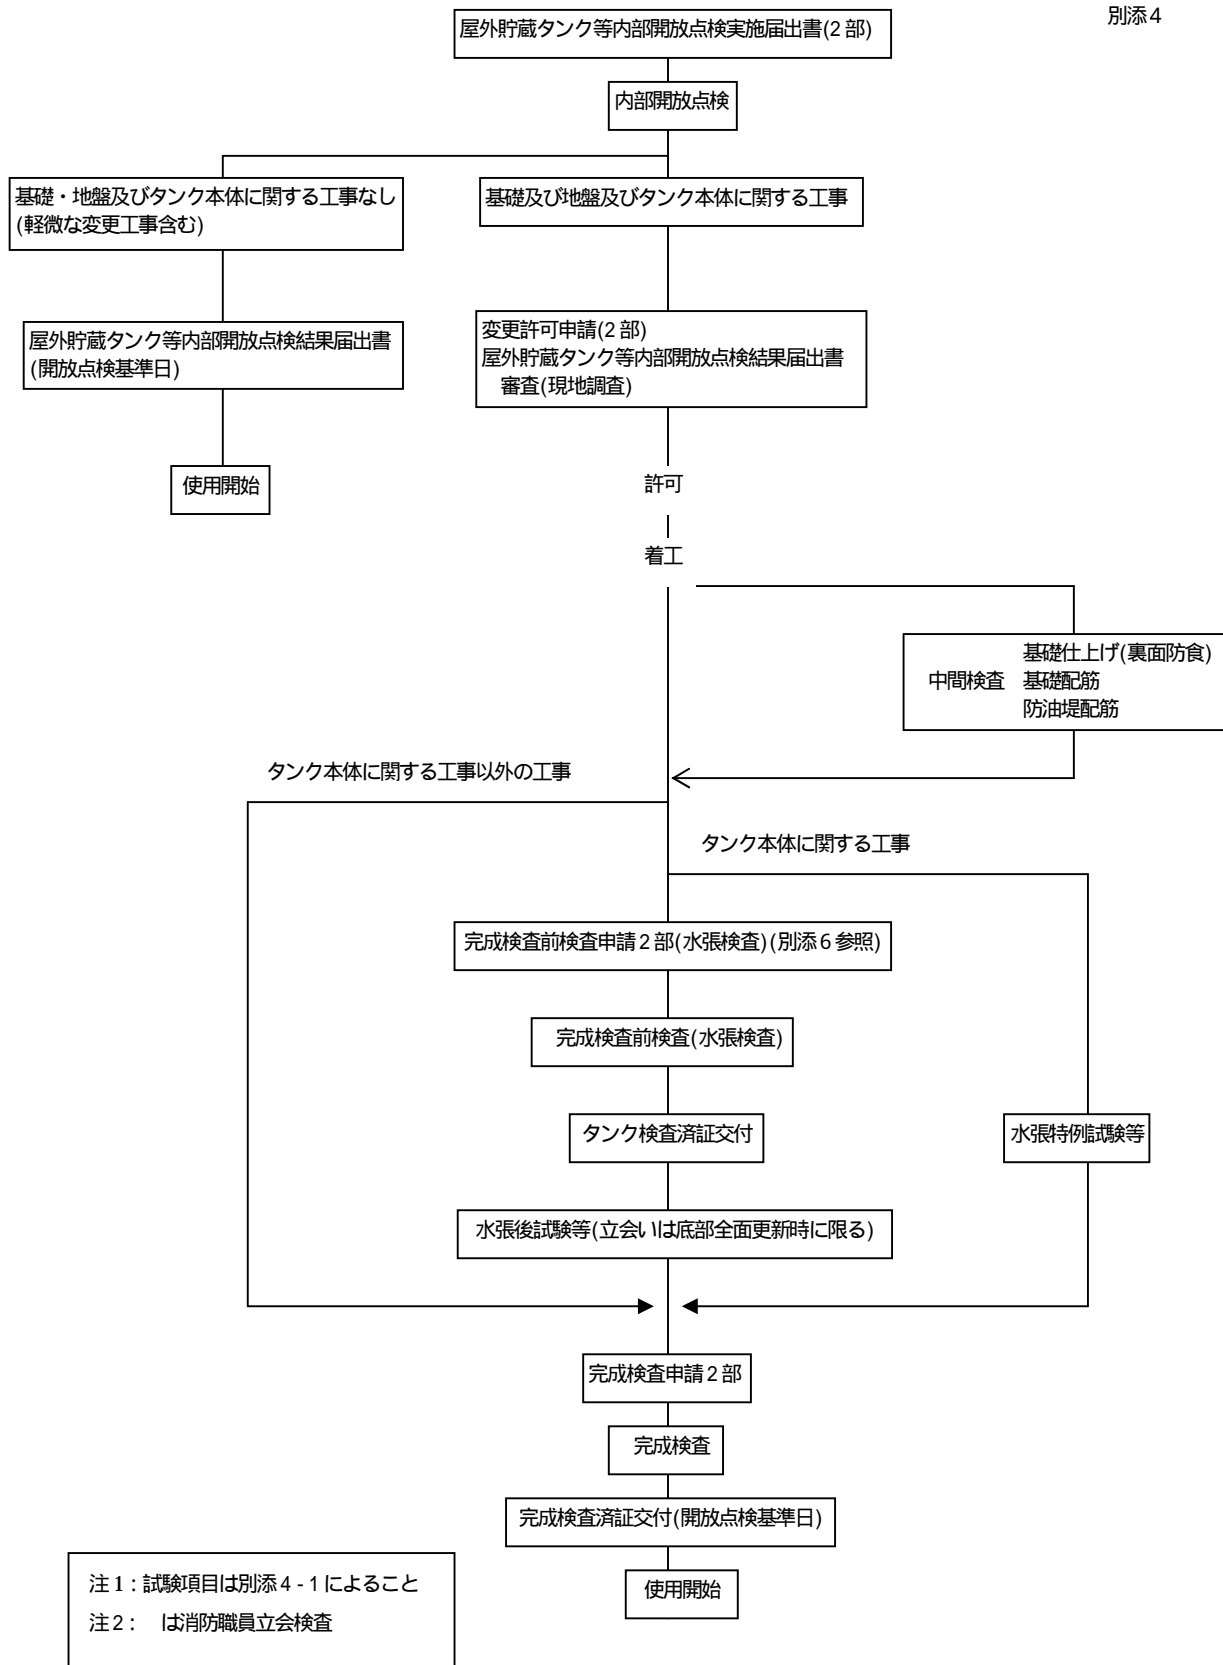 別添４
屋外貯蔵タンク等内部開放点検実施届出書(２部)
内部開放点検
基礎・地盤及びタンク本体に関する工事なし
(軽微な変更工事含む)
基礎及び地盤及びタンク本体に関する工事
屋外貯蔵タンク等内部開放点検結果届出書
(開放点検基準日)
変更許可申請(２部)
屋外貯蔵タンク等内部開放点検結果届出書
審査(現地調査)
使用開始
許可
着工
基礎仕上げ(裏面防食)
中間検査　基礎配筋
防油堤配筋
タンク本体に関する工事以外の工事
タンク本体に関する工事
完成検査前検査申請２部(水張検査)(別添６参照)
完成検査前検査(水張検査)
タンク検査済証交付
水張特例試験等
水張後試験等(立会いは底部全面更新時に限る)
完成検査申請２部
完成検査
完成検査済証交付(開放点検基準日)
使用開始
注１：試験項目は別添４-１によること
注２：　は消防職員立会検査